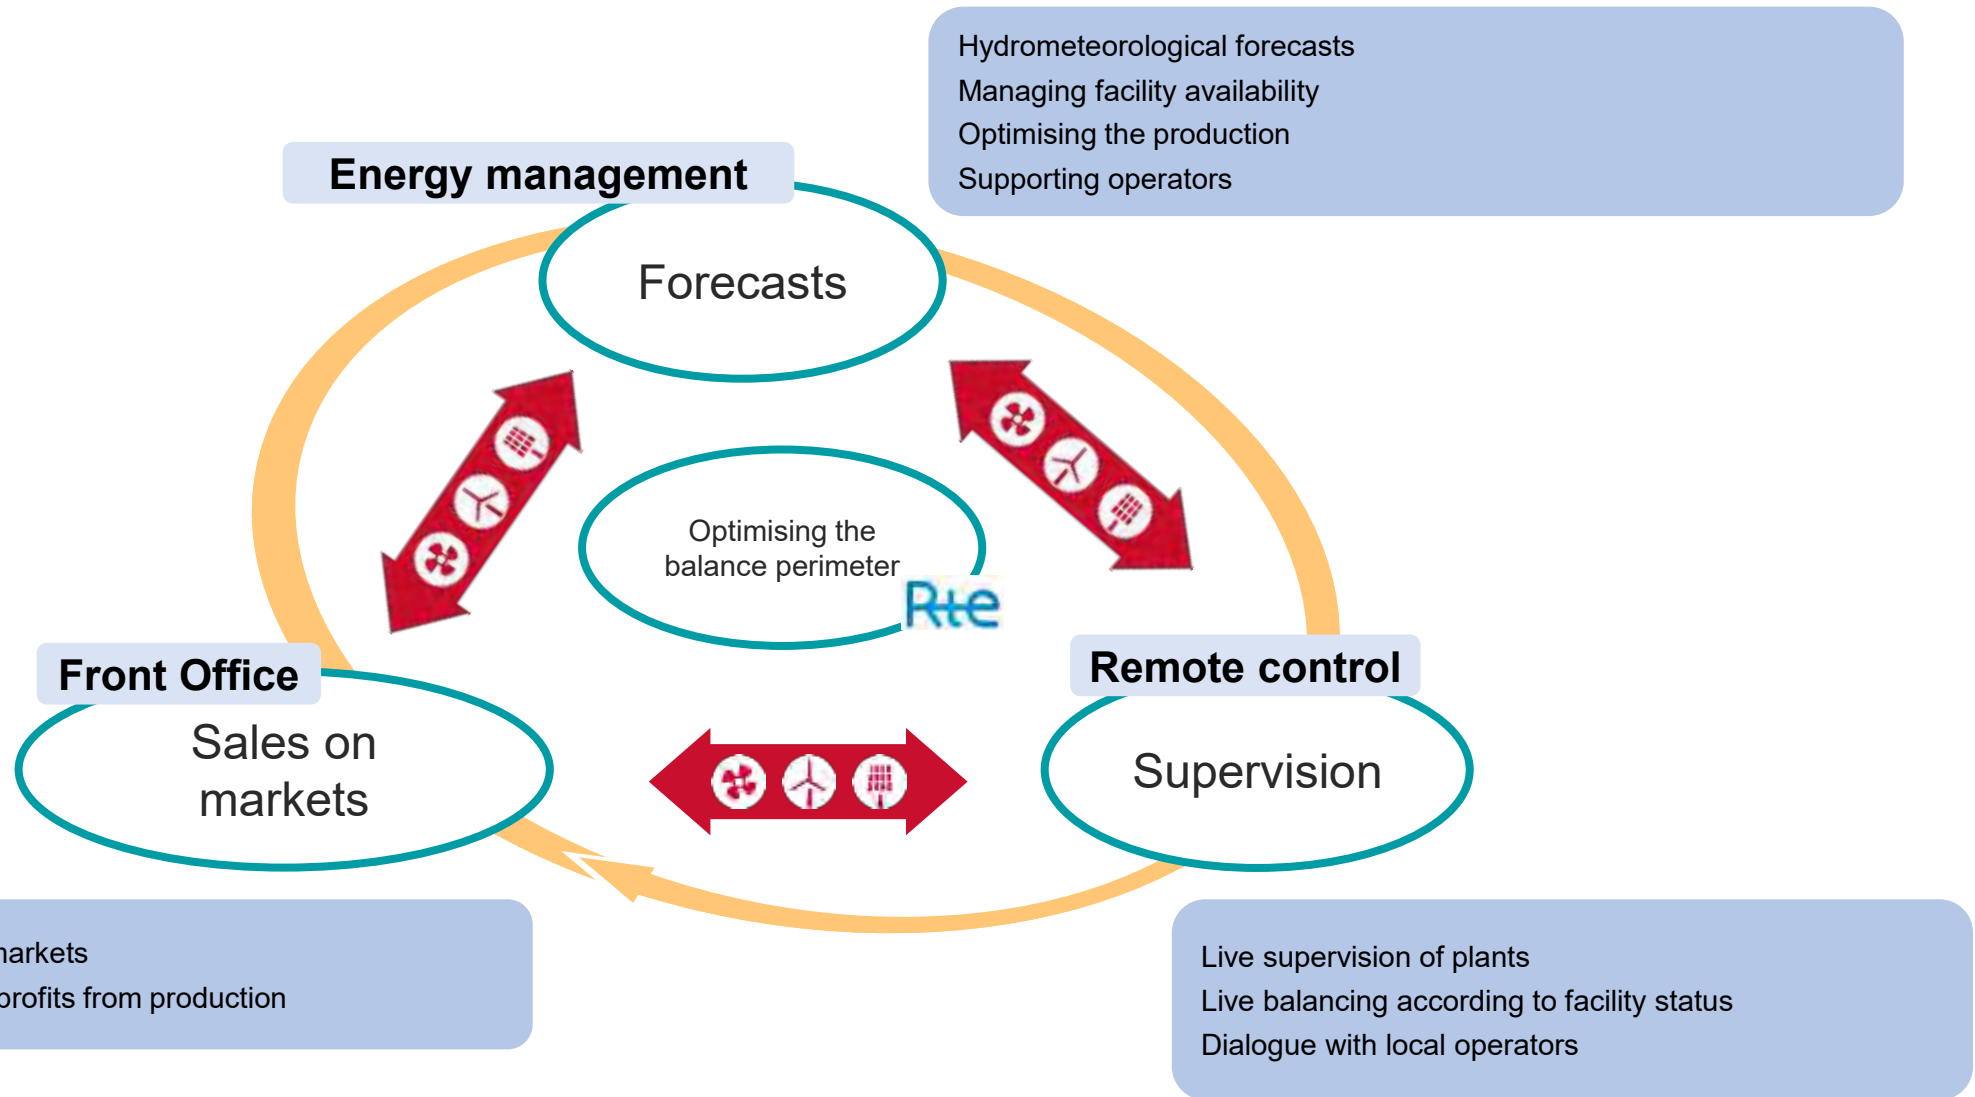 Hydrometeorological forecasts
Managing facility availability
Optimising the production
Supporting operators
Energy management
Forecasts
Optimising the
balance perimeter
Rte
Front Office
Sales on
markets
Remote control
Supervision
profits from production
Live supervision of plants
Live balancing according to facility status
Dialogue with local operators